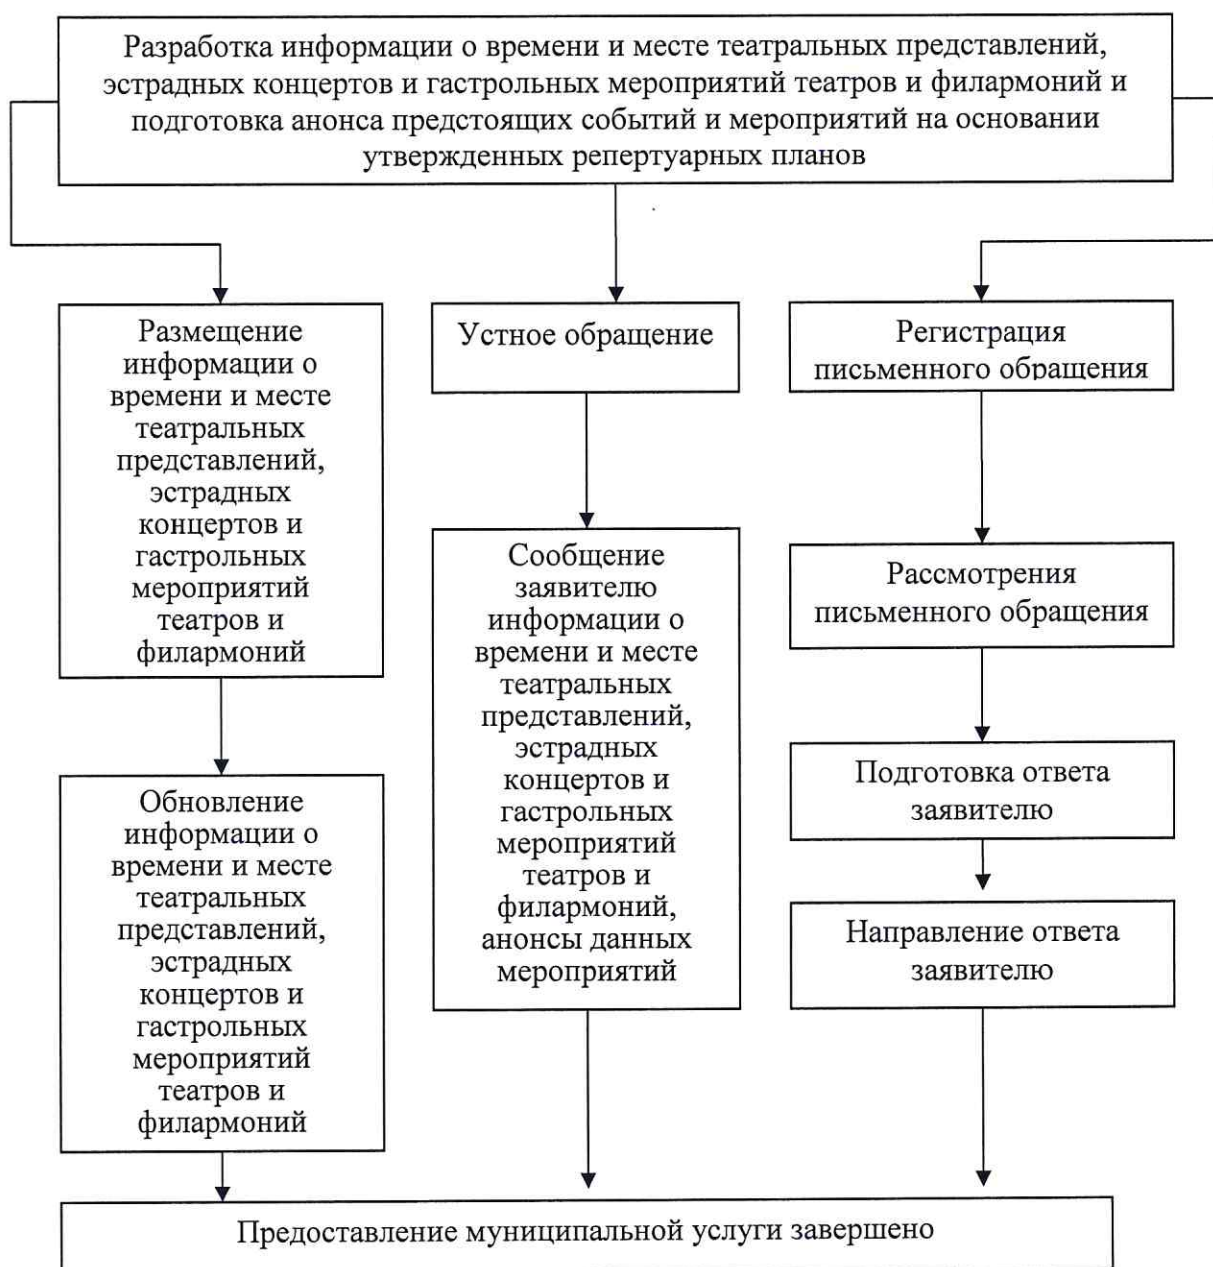 Разработка информации о времени и месте театральных представлений,
эстрадных концертов и гастрольных мероприятий театров и филармоний и
подготовка анонса предстоящих событий и мероприятий на основании
утвержденных репертуарных планов
Размещение
информации о
времени и месте
театральных
представлений,
эстрадных
концертов и
гастрольных
мероприятий
театров и
филармоний
Обновление
информации о
времени и месте
театральных
представлений,
эстрадных
концертов и
гастрольных
мероприятий
театров и
филармоний
Устное обращение
Сообщение
заявителю
информации о
времени и месте
театральных
представлений,
эстрадных
концертов и
гастрольных
мероприятий
театров и
филармоний,
анонсы данных
мероприятий
Регистрация
письменного обращения
Рассмотрения
письменного обращения
Подготовка ответа
заявителю
Направление ответа
заявителю
Предоставление муниципальной услуги завершено